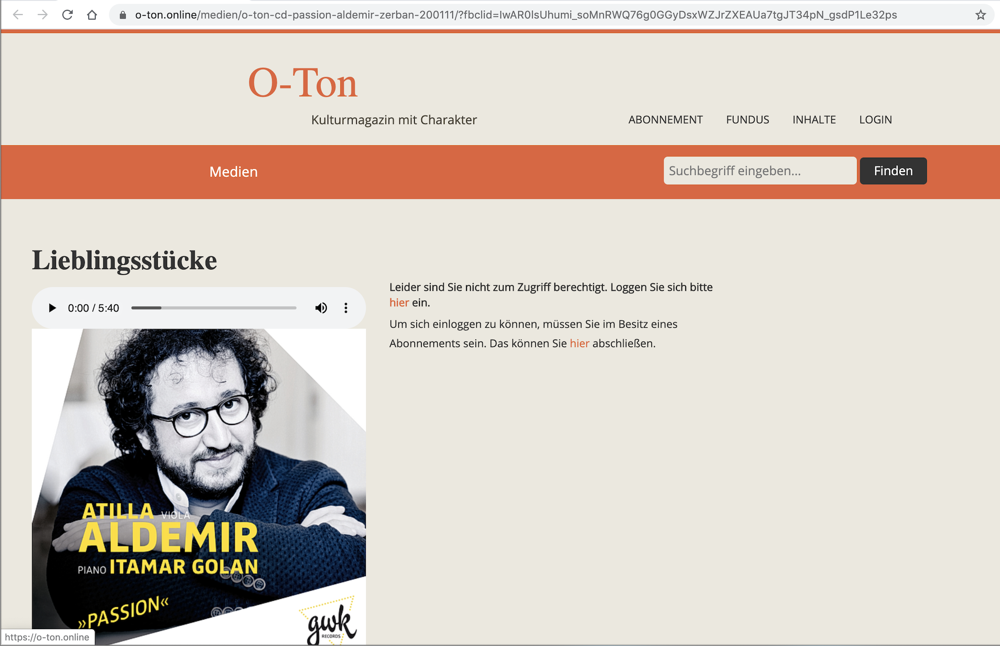 o-ton.online/medien/o-ton-cd-passion-aldemir-zerban-200111/?fbclid=IwAR0lsUhumi_soMnRWQ76g0GGyDsxWZJrZXEAUa7tgJT34pN_gsdP1Le32ps
O-Ton
Kulturmagazin mit Charakter
ABONNEMENT FUNDUS INHALTE LOGIN
Medien
Suchbegriff eingeben... Finden
Lieblingsstücke
0:00 / 5:40
Leider sind Sie nicht zum Zugriff berechtigt. Loggen Sie sich bitte
hier ein.
Um sich einloggen zu können, müssen Sie im Besitz eines
Abonnements sein. Das können Sie hier abschließen.
ATILLA VIOLA
ALDEMIR
PIANO ITAMAR GOLAN
»PASSION«
gwk
RECORDS
https://o-ton.online